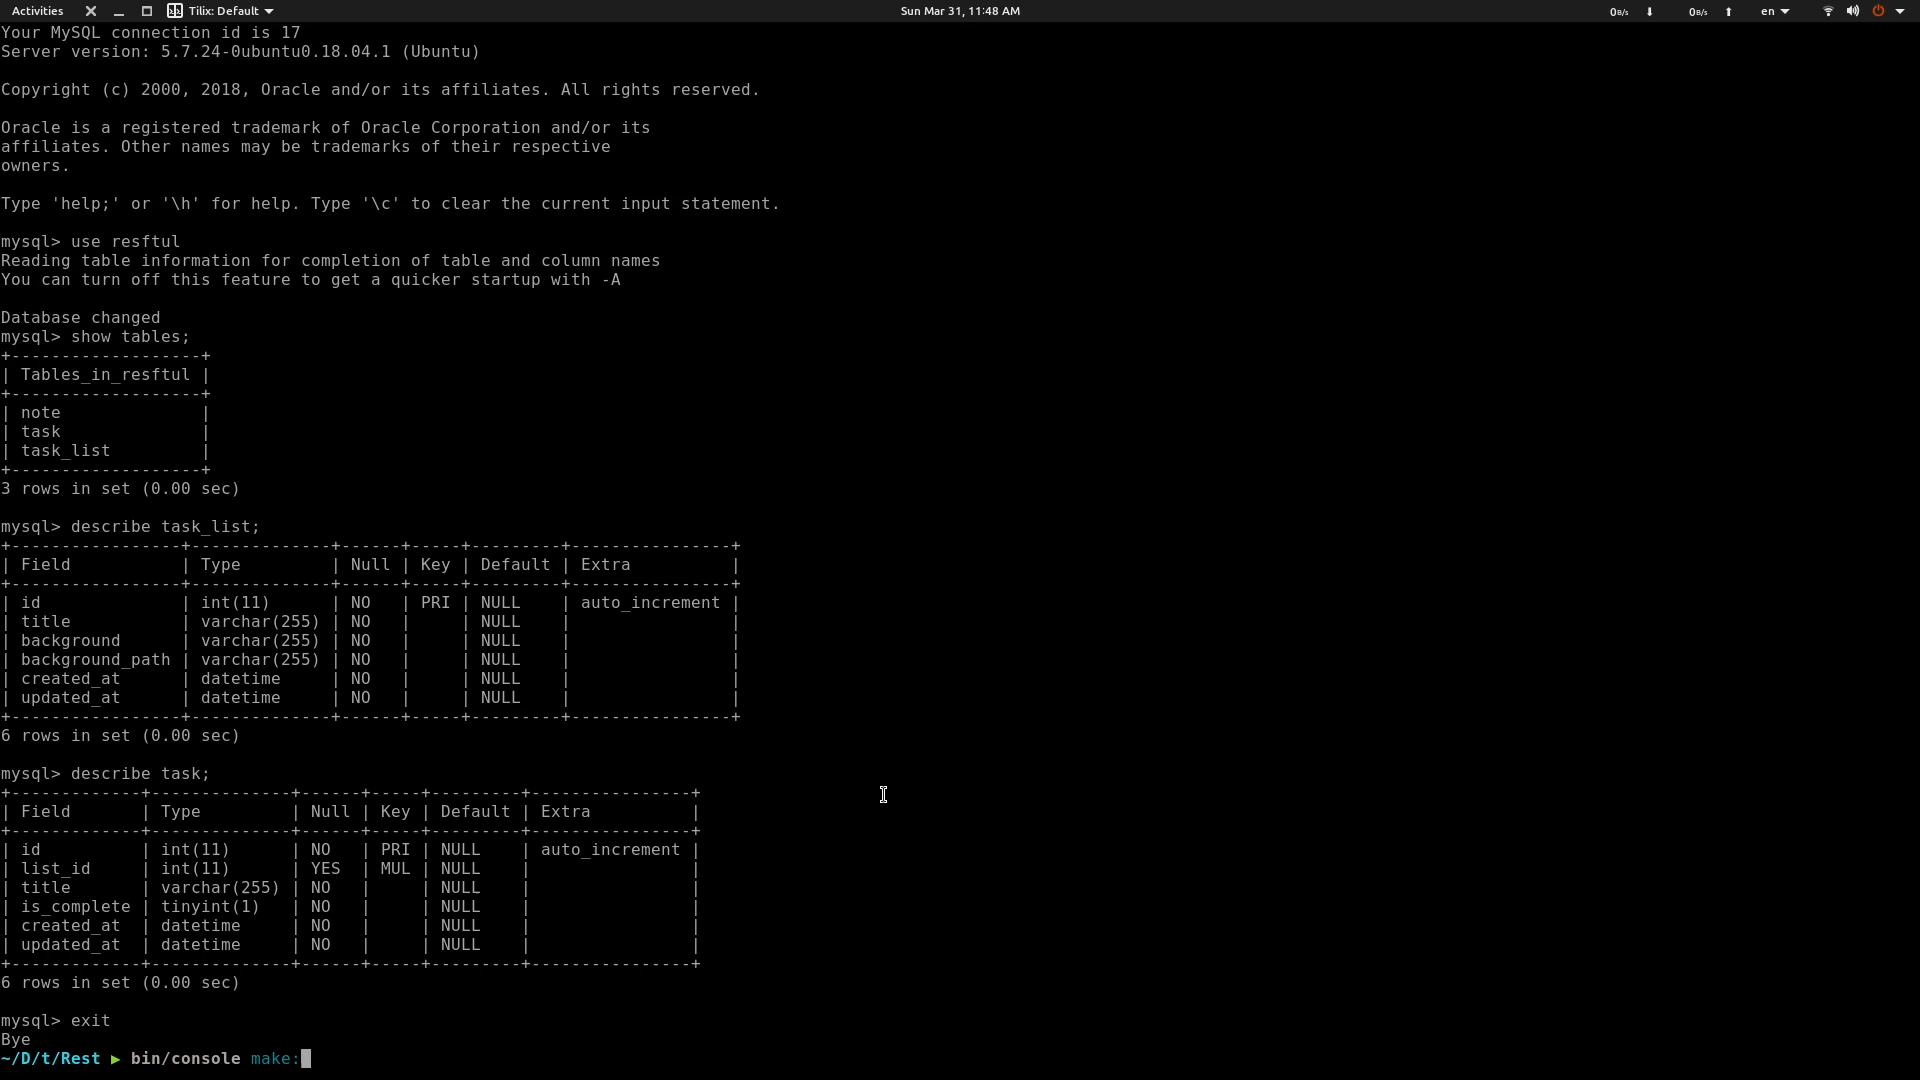 Activities Tilix: Default Sun Mar 31, 11:48 AM 0B/s 0B/s en
Your MySQL connection id is 17
Server version: 5.7.24-0ubuntu0.18.04.1 (Ubuntu)
Copyright (c) 2000, 2018, Oracle and/or its affiliates. All rights reserved.
Oracle is a registered trademark of Oracle Corporation and/or its
affiliates. Other names may be trademarks of their respective
owners.
Type 'help;' or '\h' for help. Type '\c' to clear the current input statement.
mysql> use resftul
Reading table information for completion of table and column names
You can turn off this feature to get a quicker startup with -A
Database changed
mysql> show tables;
+-------------------+
| Tables_in_resftul |
+-------------------+
| note              |
| task              |
| task_list         |
+-------------------+
3 rows in set (0.00 sec)
mysql> describe task_list;
+-----------------+--------------+------+-----+---------+----------------+
| Field           | Type         | Null | Key | Default | Extra          |
+-----------------+--------------+------+-----+---------+----------------+
| id              | int(11)      | NO   | PRI | NULL    | auto_increment |
| title           | varchar(255) | NO   |     | NULL    |                |
| background      | varchar(255) | NO   |     | NULL    |                |
| background_path | varchar(255) | NO   |     | NULL    |                |
| created_at      | datetime     | NO   |     | NULL    |                |
| updated_at      | datetime     | NO   |     | NULL    |                |
+-----------------+--------------+------+-----+---------+----------------+
6 rows in set (0.00 sec)
mysql> describe task;
+-------------+--------------+------+-----+---------+----------------+
| Field       | Type         | Null | Key | Default | Extra          |
+-------------+--------------+------+-----+---------+----------------+
| id          | int(11)      | NO   | PRI | NULL    | auto_increment |
| list_id     | int(11)      | YES  | MUL | NULL    |                |
| title       | varchar(255) | NO   |     | NULL    |                |
| is_complete | tinyint(1)   | NO   |     | NULL    |                |
| created_at  | datetime     | NO   |     | NULL    |                |
| updated_at  | datetime     | NO   |     | NULL    |                |
+-------------+--------------+------+-----+---------+----------------+
6 rows in set (0.00 sec)
mysql> exit
Bye
~/D/t/Rest ► bin/console make: